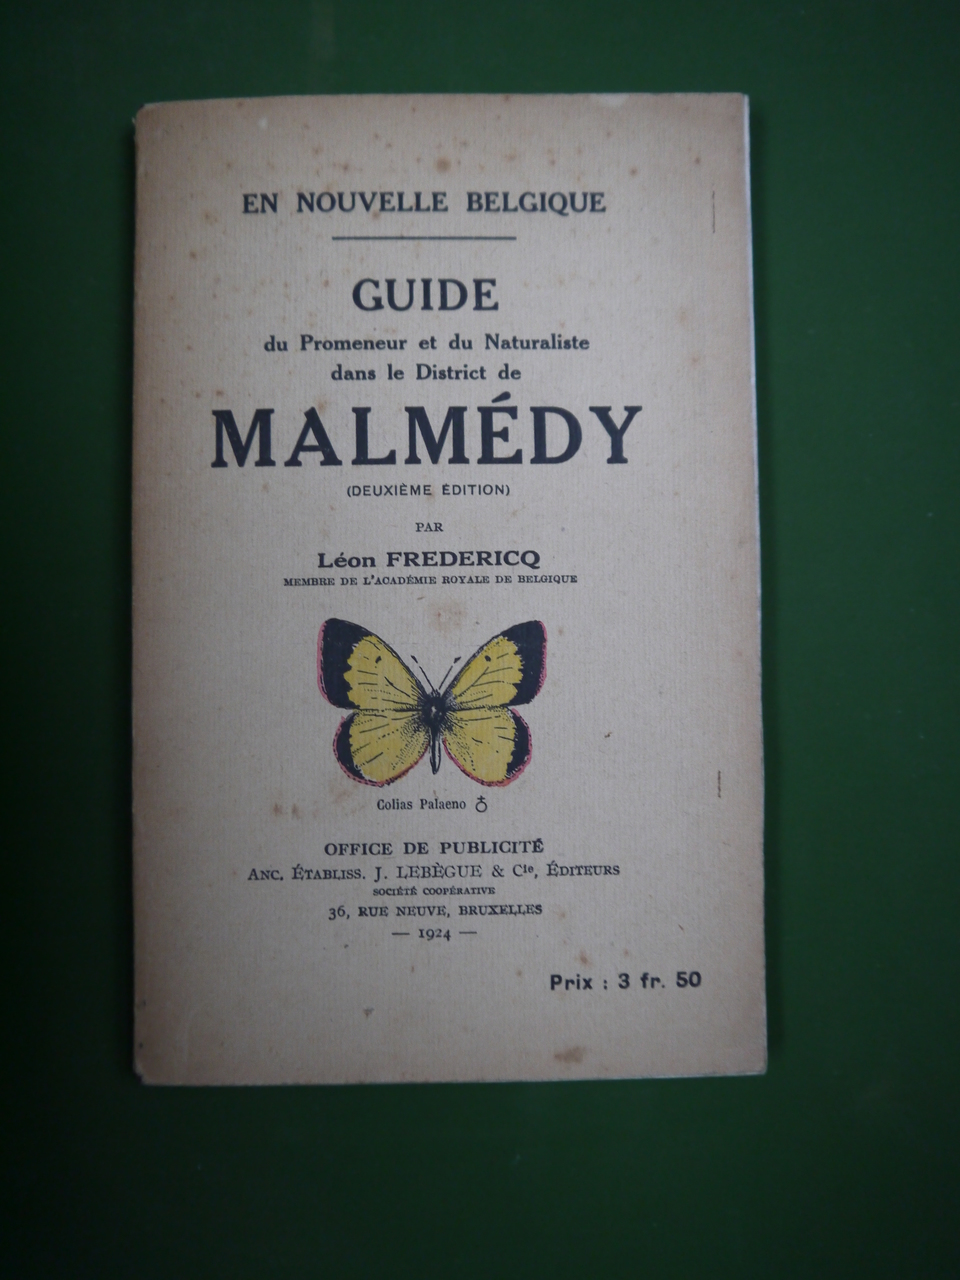 EN NOUVELLE BELGIQUE
GUIDE
du Promeneur et du Naturaliste
dans le District de
MALMÉDY
(DEUXIÈME ÉDITION)
PAR
Léon FREDERICQ
MEMBRE DE L'ACADÉMIE ROYALE DE BELGIQUE
Colias Palaeno ♁
OFFICE DE PUBLICITÉ
ANC. ÉTABLISS. J. LEBÈGUE & Cie, ÉDITEURS
SOCIÉTÉ COOPÉRATIVE
36, RUE NEUVE, BRUXELLES
— 1924 —
Prix : 3 fr. 50